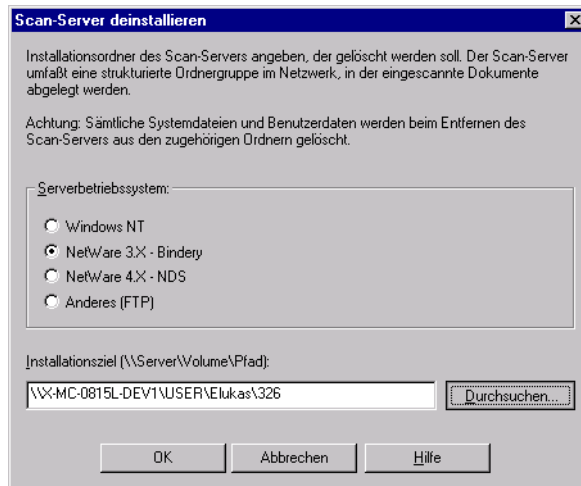 Scan-Server deinstallieren
Installationsordner des Scan-Servers angeben, der gelöscht werden soll. Der Scan-Server
umfaßt eine strukturierte Ordnergruppe im Netzwerk, in der eingescannte Dokumente
abgelegt werden.
Achtung: Sämtliche Systemdateien und Benutzerdaten werden beim Entfernen des
Scan-Servers aus den zugehörigen Ordnern gelöscht.
Serverbetriebssystem:
Windows NT
NetWare 3.X - Bindery
NetWare 4.X - NDS
Anderes (FTP)
Installationsziel (\\Server\Volume\Pfad):
\\X-MC-0815L-DEV1\USER\Elukas\326
Durchsuchen...
OK
Abbrechen
Hilfe